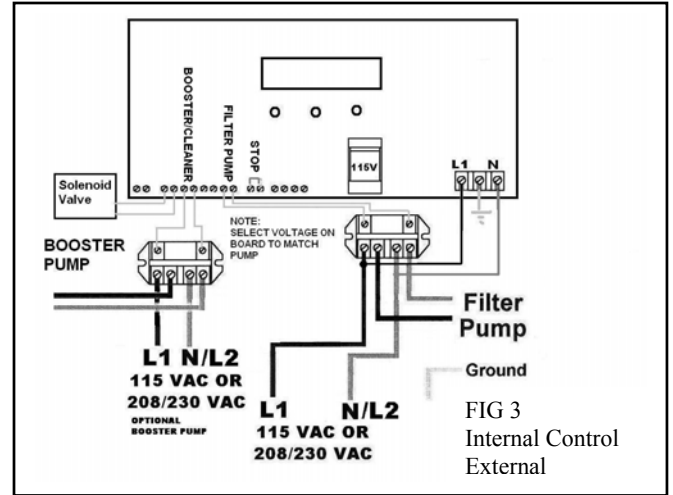 BOOSTER/CLEANER
FILTER PUMP
STOP
115V
L1 N
Solenoid
Valve
NOTE:
SELECT VOLTAGE ON
BOARD TO MATCH
PUMP
BOOSTER
PUMP
Filter
Pump
L1 N/L2
115 VAC OR
208/230 VAC
OPTIONAL
BOOSTER PUMP
Ground
L1 N/L2
115 VAC OR
208/230 VAC
FIG 3
Internal Control
External